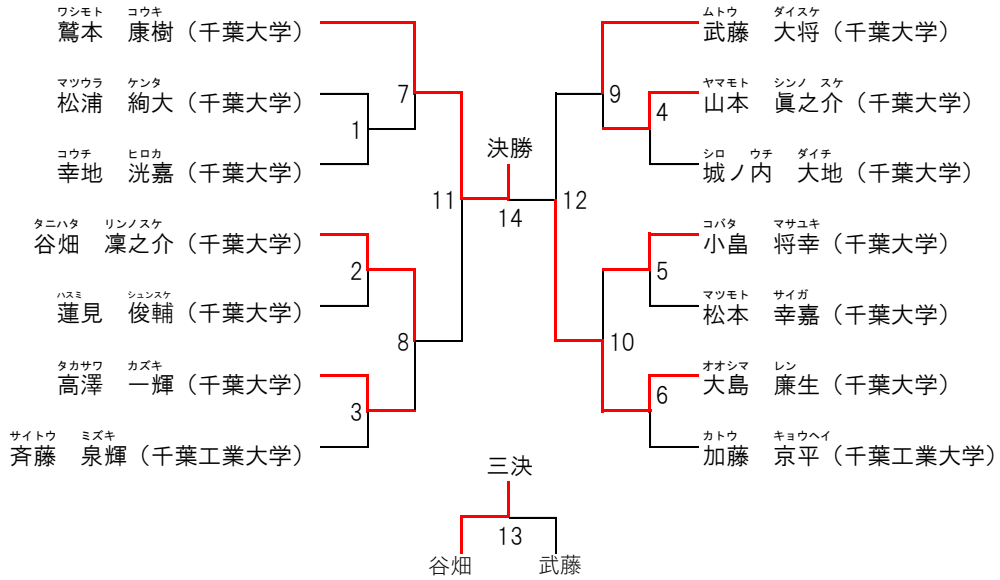 ワシモト　コウキ
鷲本　康樹（千葉大学）
マツウラ　ケンタ
松浦　絢大（千葉大学）
コウチ　ヒロカ
幸地　洸嘉（千葉大学）
タニハタ　リンノスケ
谷畑　凜之介（千葉大学）
ハスミ　シュンスケ
蓮見　俊輔（千葉大学）
タカサワ　カズキ
高澤　一輝（千葉大学）
サイトウ　ミズキ
斉藤　泉輝（千葉工業大学）
1
2
3
7
8
11
決勝
14
12
9
10
4
5
6
ムトウ　ダイスケ
武藤　大将（千葉大学）
ヤマモト　シンノ　スケ
山本　眞之介（千葉大学）
シロ　ウチ　ダイチ
城ノ内　大地（千葉大学）
コバタ　マサユキ
小畠　将幸（千葉大学）
マツモト　サイガ
松本　幸嘉（千葉大学）
オオシマ　レン
大島　廉生（千葉大学）
カトウ　キョウヘイ
加藤　京平（千葉工業大学）
三決
13
谷畑　武藤